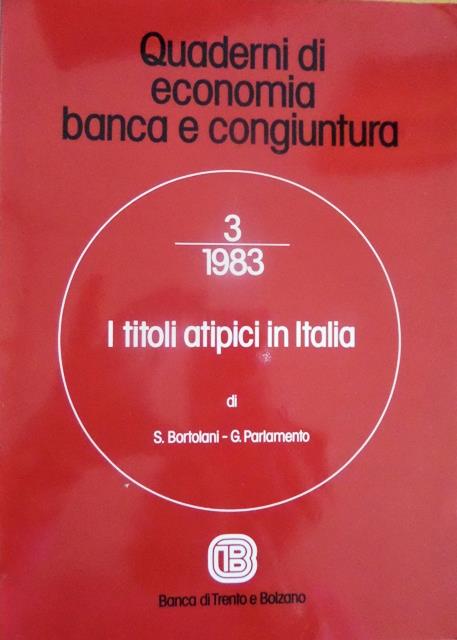 Quaderni di
economia
banca e congiuntura
3
1983
I titoli atipici in Italia
di
S. Bortolani - G. Parlamento
Banca di Trento e Bolzano